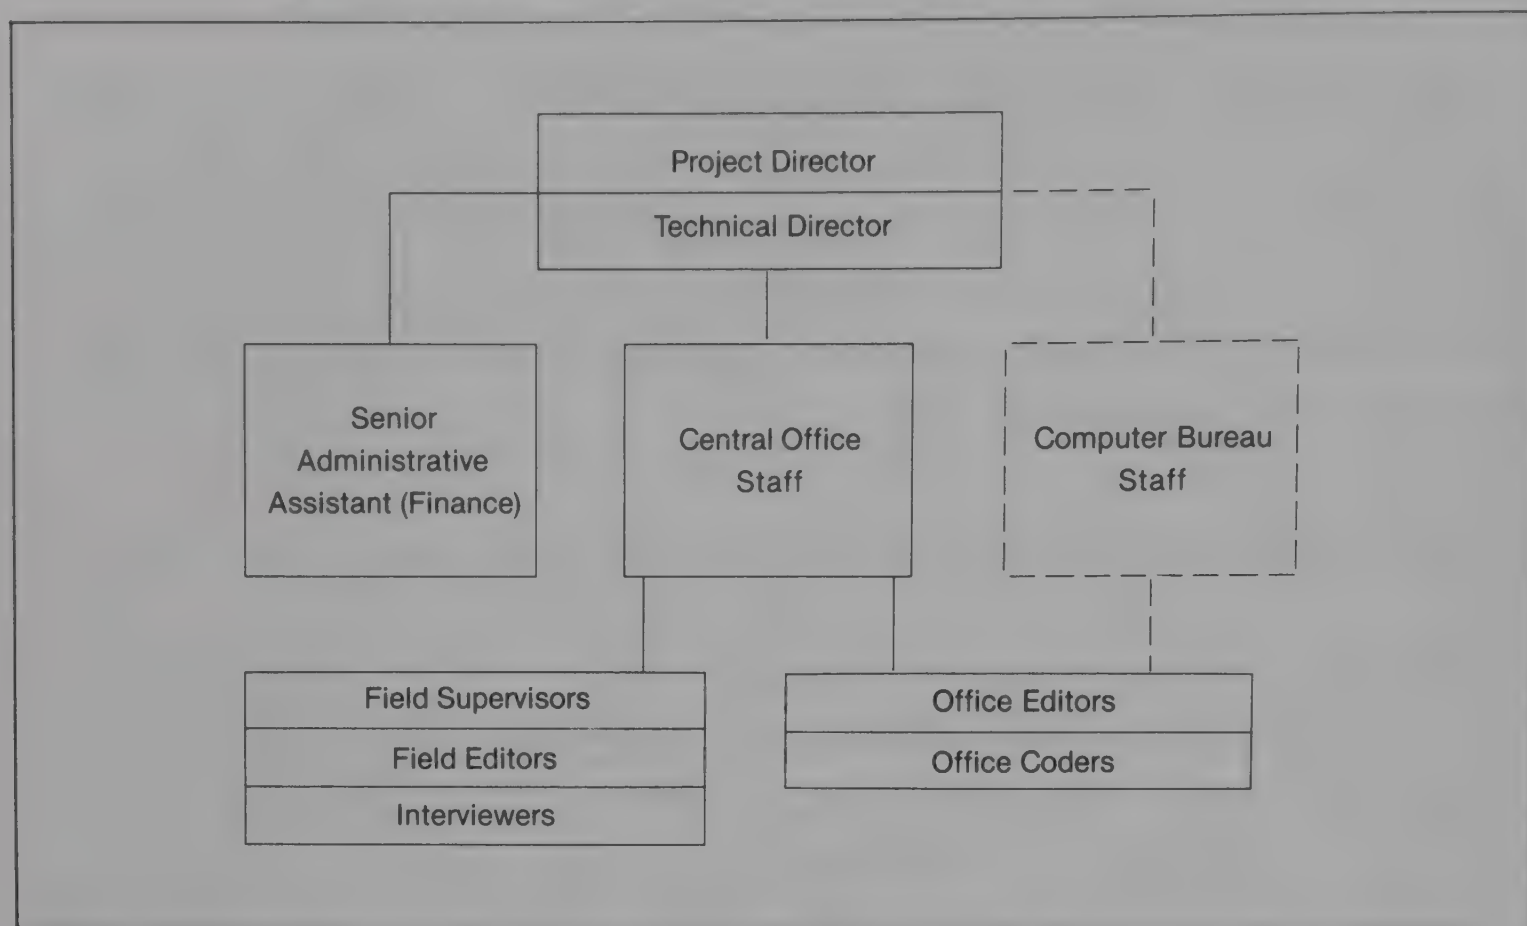 Project Director
Technical Director
Senior
Administrative
Assistant (Finance)
Central Office
Staff
Computer Bureau
Staff
Field Supervisors
Field Editors
Interviewers
Office Editors
Office Coders